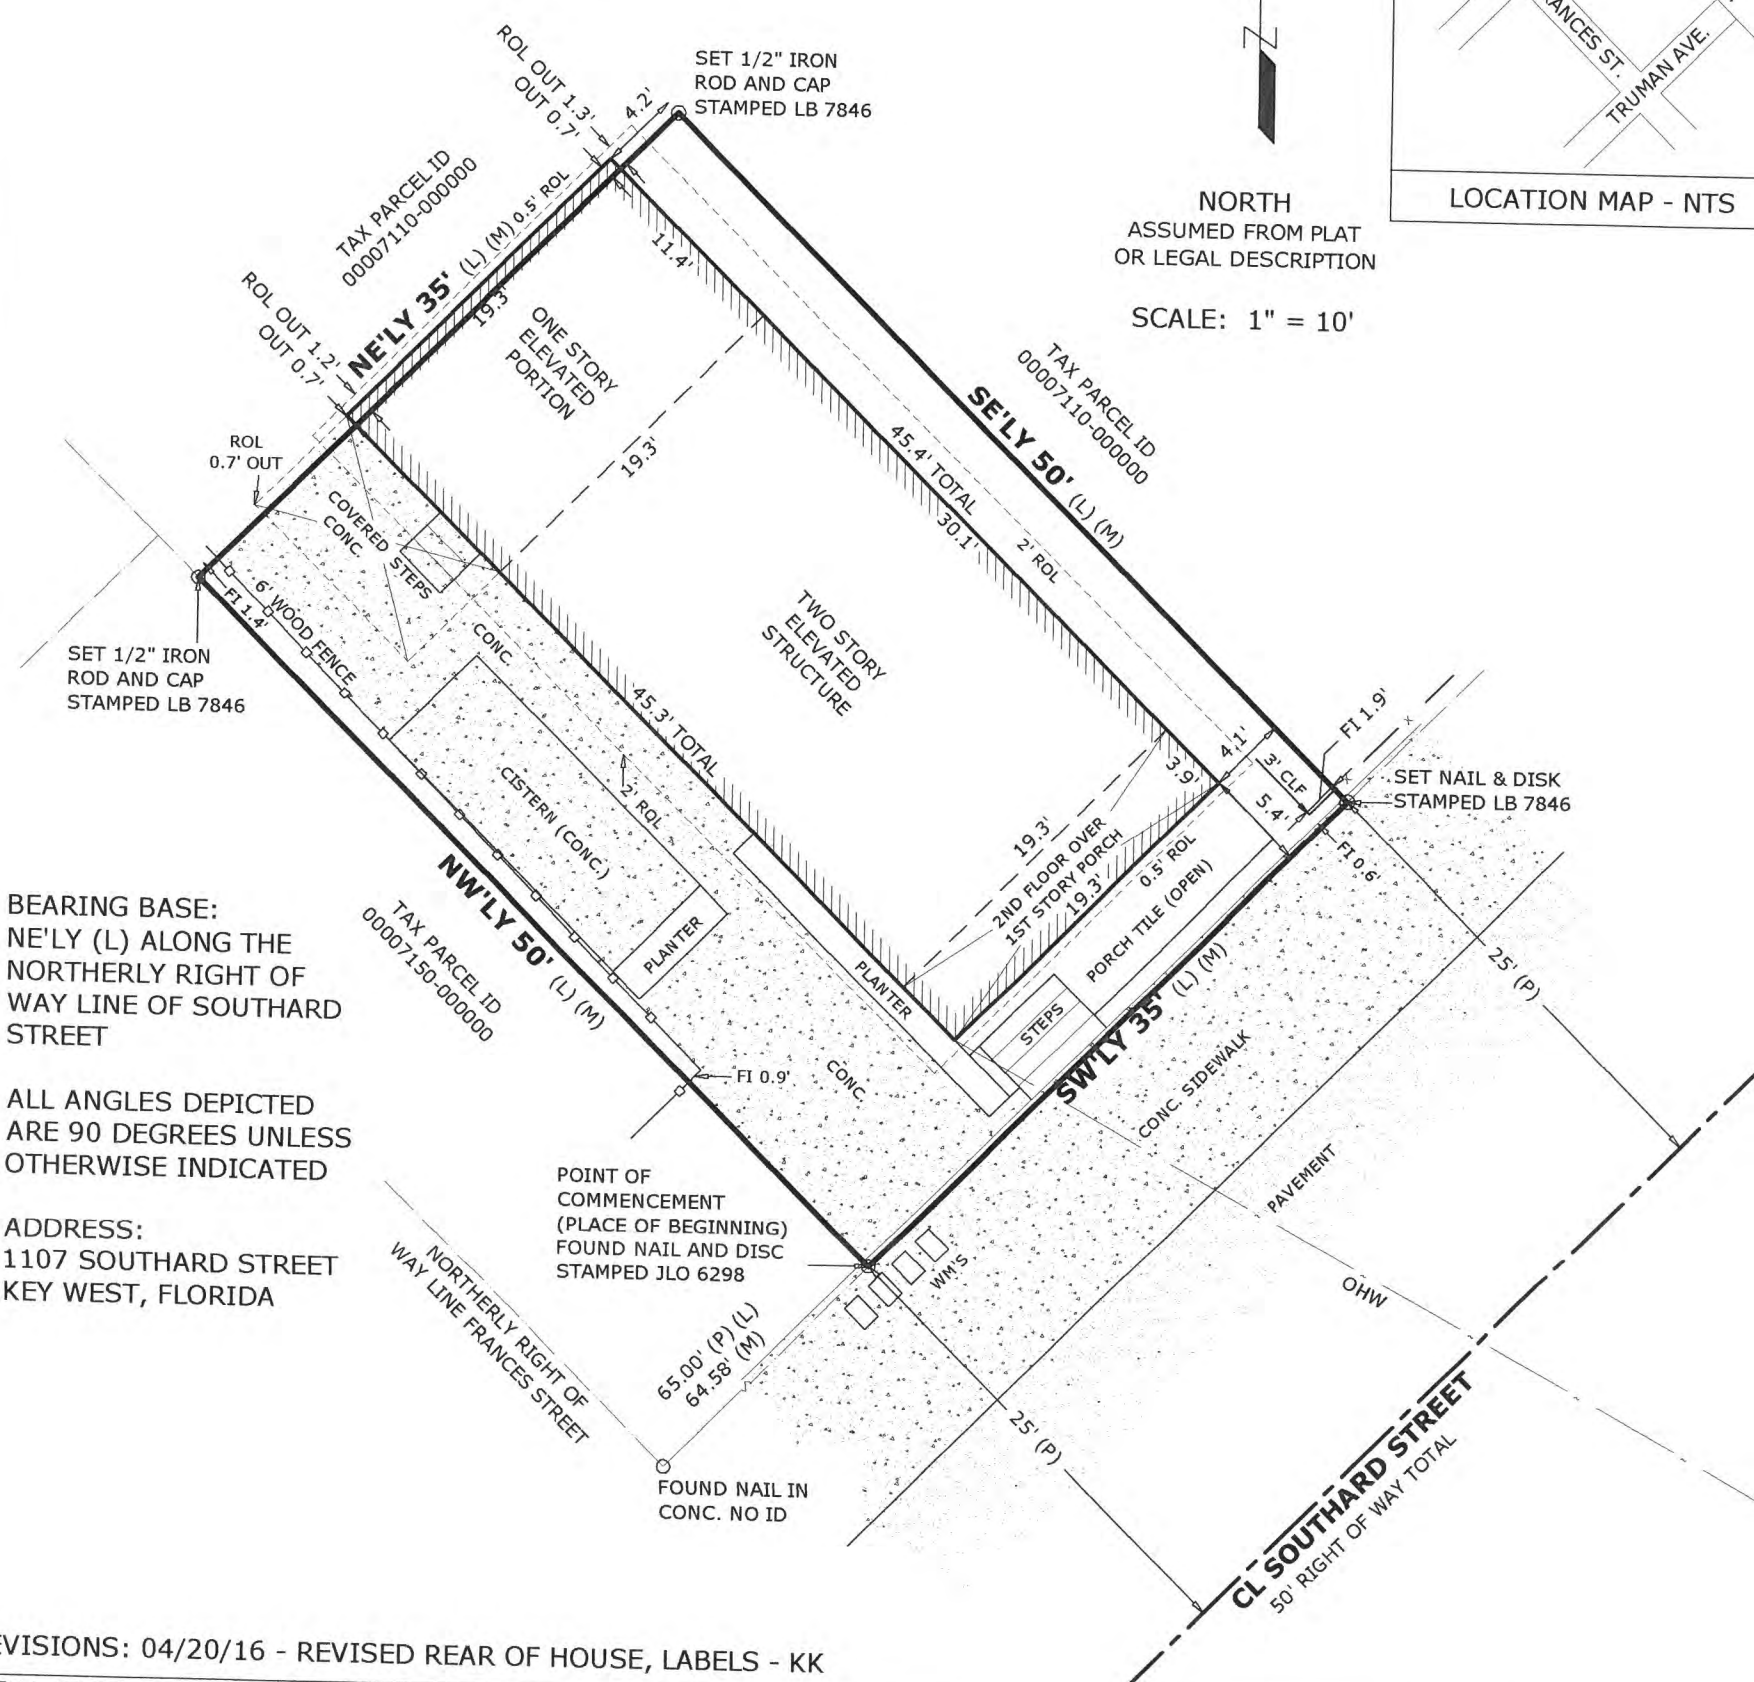 ROL OUT 1.3'
OUT 0.7'
4.2'
SET 1/2" IRON
ROD AND CAP
STAMPED LB 7846
TRUMAN AVE.
LOCATION MAP - NTS
N
NORTH
ASSUMED FROM PLAT
OR LEGAL DESCRIPTION
SCALE: 1" = 10'
TAX PARCEL ID
00007110-000000
NE'LY 35' (L) (M)
0.5' ROL
19.3'
11.4'
ROL OUT 1.2'
OUT 0.7'
ROL
0.7' OUT
ONE STORY
ELEVATED
PORTION
19.3'
TAX PARCEL ID
00007110-000000
SE'LY 50' (L) (M)
45.4' TOTAL
30.1'
2' ROL
COVERED STEPS
CONC.
6' WOOD FENCE
FI 1.4'
CONC.
SET 1/2" IRON
ROD AND CAP
STAMPED LB 7846
TWO STORY
ELEVATED
STRUCTURE
45.3' TOTAL
CISTERN (CONC.)
2' ROL
PLANTER
PLANTER
CONC.
3.9'
4.1'
3' CLF
5.4'
FI 1.9'
SET NAIL & DISK
STAMPED LB 7846
FI 0.6'
19.3'
2ND FLOOR OVER
1ST STORY PORCH
19.3'
0.5' ROL
PORCH TILE (OPEN)
STEPS
SW'LY 35' (L) (M)
CONC. SIDEWALK
PAVEMENT
25' (P)
OHW
NW'LY 50' (L) (M)
TAX PARCEL ID
00007150-000000
FI 0.9'
BEARING BASE:
NE'LY (L) ALONG THE
NORTHERLY RIGHT OF
WAY LINE OF SOUTHARD
STREET
ALL ANGLES DEPICTED
ARE 90 DEGREES UNLESS
OTHERWISE INDICATED
ADDRESS:
1107 SOUTHARD STREET
KEY WEST, FLORIDA
POINT OF
COMMENCEMENT
(PLACE OF BEGINNING)
FOUND NAIL AND DISC
STAMPED JLO 6298
WM'S
NORTHERLY RIGHT OF
WAY LINE FRANCES STREET
65.00' (P) (L)
64.58' (M)
FOUND NAIL IN
CONC. NO ID
25' (P)
CL SOUTHARD STREET
50' RIGHT OF WAY TOTAL
EVISIONS: 04/20/16 - REVISED REAR OF HOUSE, LABELS - KK